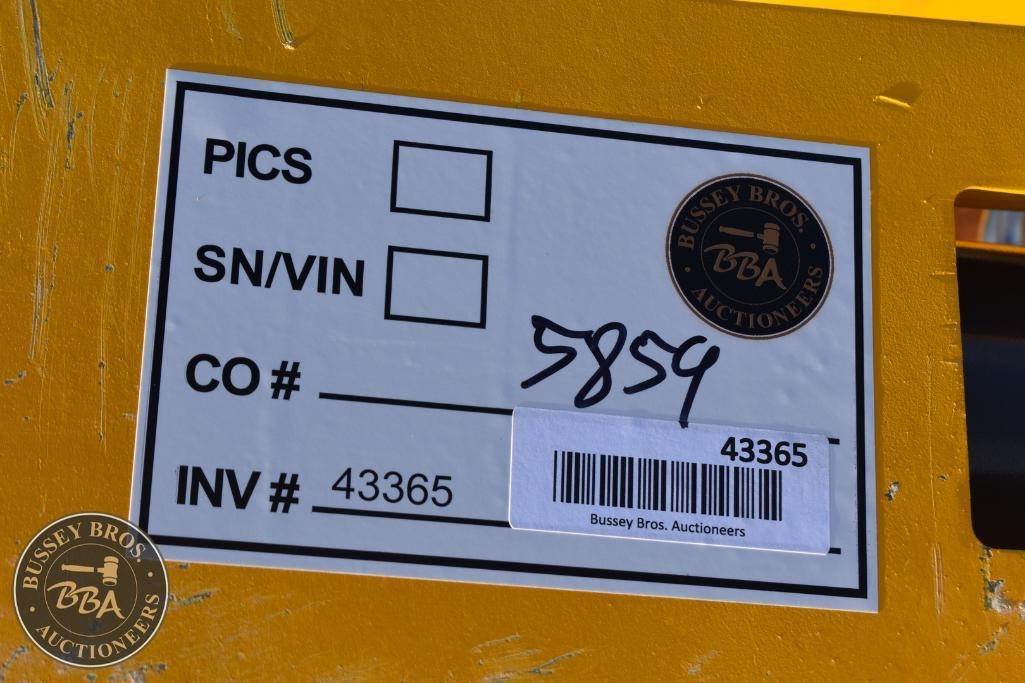 PICS
BUSSEY BROS.
BBA
AUCTIONEERS
SN/VIN
CO # 5859
43365
INV # 43365
Bussey Bros. Auctioneers
BUSSEY BROS.
BBA
AUCTIONEERS